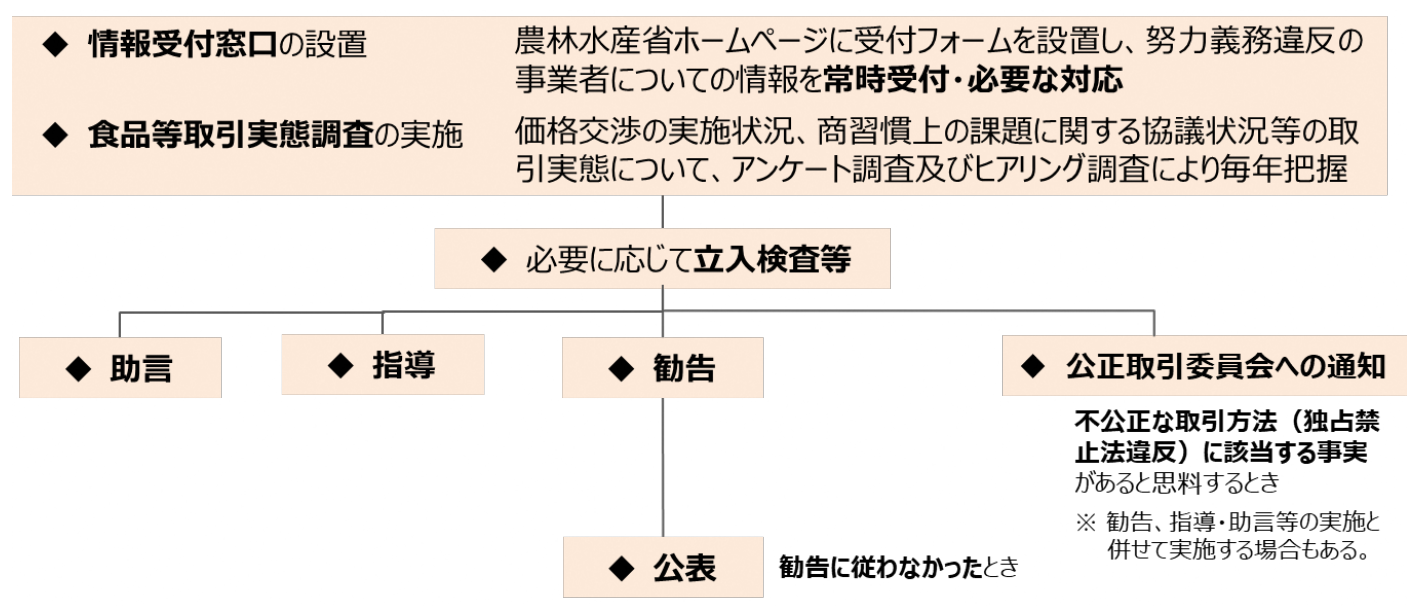 ◆ 情報受付窓口の設置
農林水産省ホームページに受付フォームを設置し、努力義務違反の
事業者についての情報を常時受付・必要な対応
◆ 食品等取引実態調査の実施
価格交渉の実施状況、商習慣上の課題に関する協議状況等の取
引実態について、アンケート調査及びヒアリング調査により毎年把握
◆ 必要に応じて立入検査等
◆ 助言
◆ 指導
◆ 勧告
◆ 公正取引委員会への通知
不公正な取引方法（独占禁
止法違反）に該当する事実
があると思料するとき
※ 勧告、指導・助言等の実施と
併せて実施する場合もある。
◆ 公表
勧告に従わなかったとき